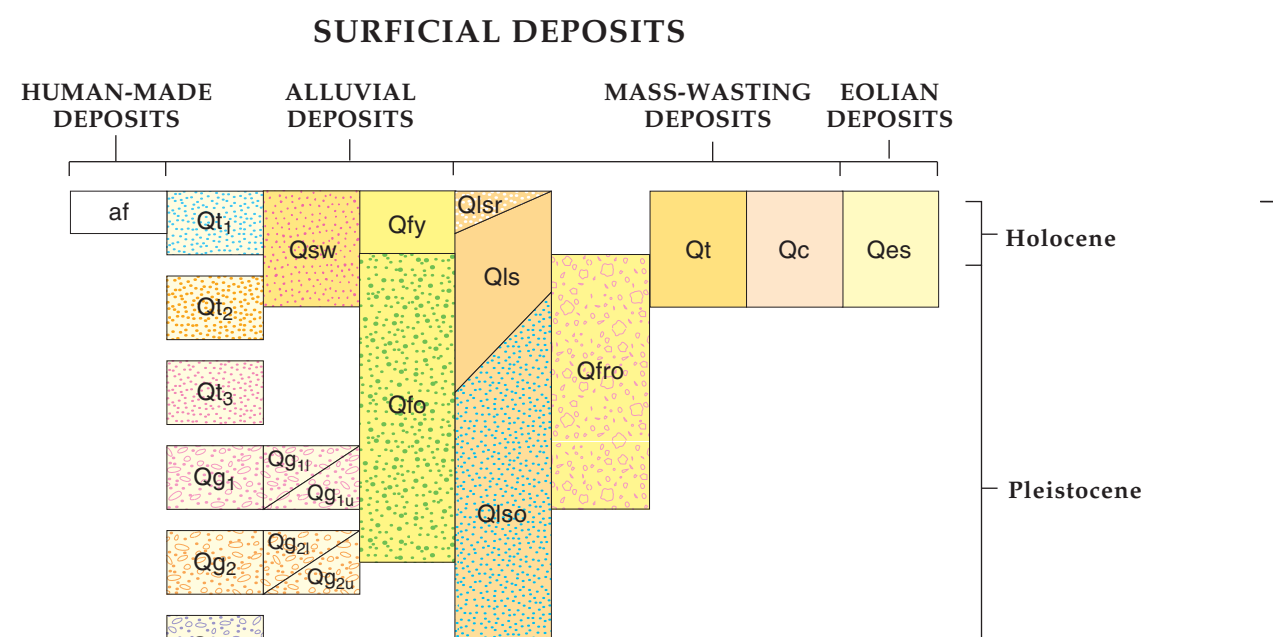 SURFICIAL DEPOSITS
HUMAN-MADE
DEPOSITS
ALLUVIAL
DEPOSITS
MASS-WASTING
DEPOSITS
EOLIAN
DEPOSITS
af
Qt1
Qsw
Qfy
Qlsr
Qls
Qt
Qc
Qes
Holocene
Qt2
Qt3
Qfo
Qfro
Qg1
Qg1l
Qg1u
Qlso
Pleistocene
Qg2
Qg2l
Qg2u